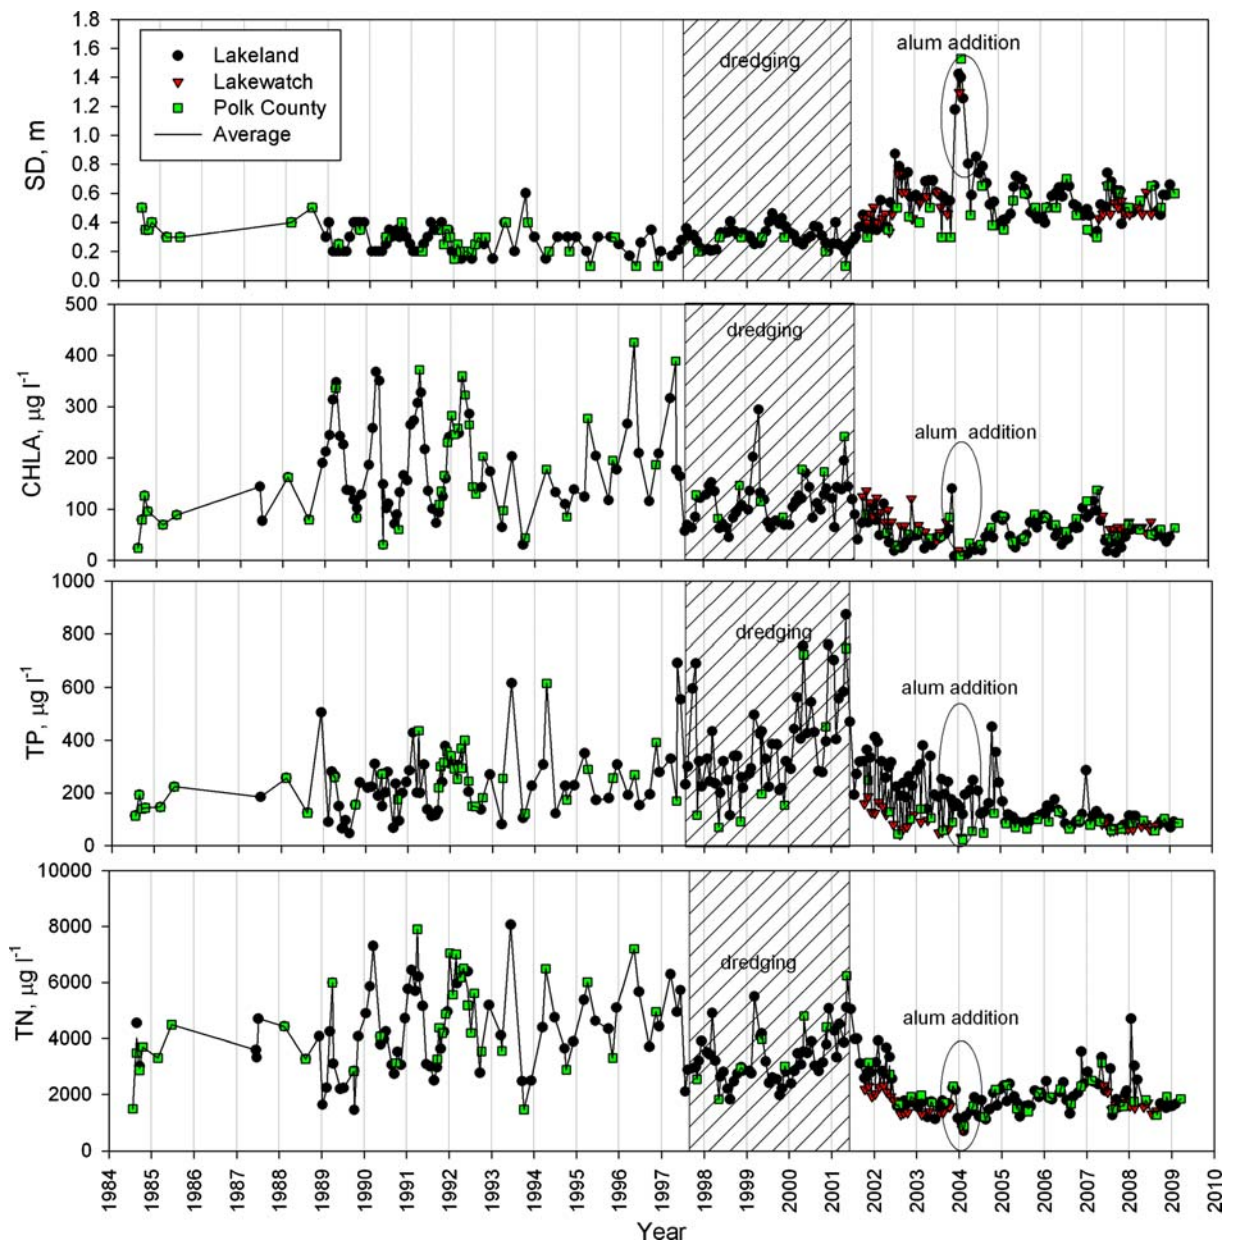 1.8
1.6
1.4
1.2
1.0
0.8
0.6
0.4
0.2
0.0
SD, m
Lakeland
Lakewatch
Polk County
Average
dredging
alum addition
500
400
300
200
100
0
CHLA, µg l⁻¹
dredging
alum addition
1000
800
600
400
200
0
TP, µg l⁻¹
dredging
alum addition
10000
8000
6000
4000
2000
0
TN, µg l⁻¹
dredging
alum addition
1984 1985 1986 1987 1988 1989 1990 1991 1992 1993 1994 1995 1996 1997 1998 1999 2000 2001 2002 2003 2004 2005 2006 2007 2008 2009 2010
Year